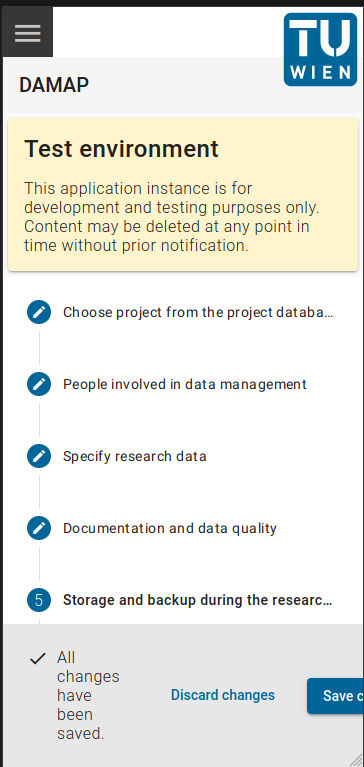 TU
WIEN
DAMAP
Test environment
This application instance is for
development and testing purposes only.
Content may be deleted at any point in
time without prior notification.
Choose project from the project databa...
People involved in data management
Specify research data
Documentation and data quality
5 Storage and backup during the researc...
All
changes
have
been
saved.
Discard changes
Save c